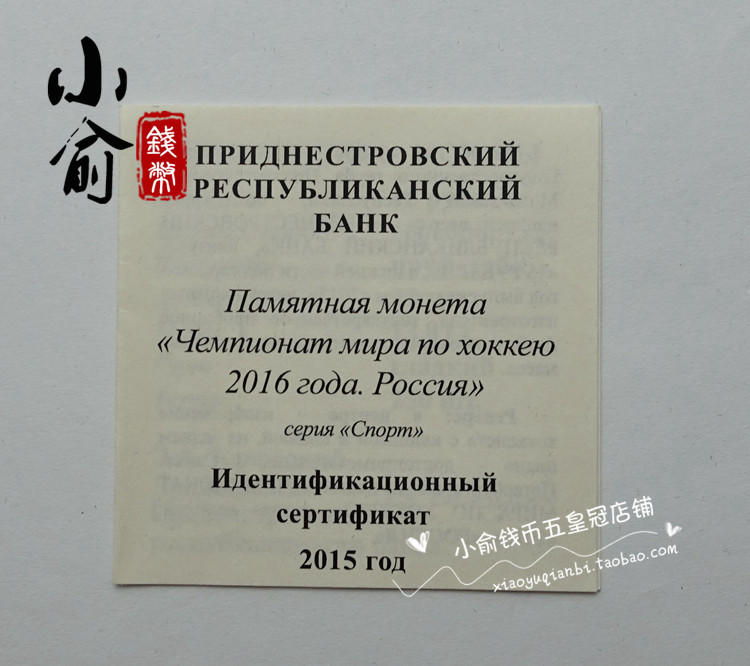 小
俞
錢
幣
ПРИДНЕСТРОВСКИЙ
РЕСПУБЛИКАНСКИЙ
БАНК
Памятная монета
«Чемпионат мира по хоккею
2016 года. Россия»
серия «Спорт»
Идентификационный
сертификат
2015 год
小俞钱币五皇冠店铺
xiaoyuqianbi.taobao.com